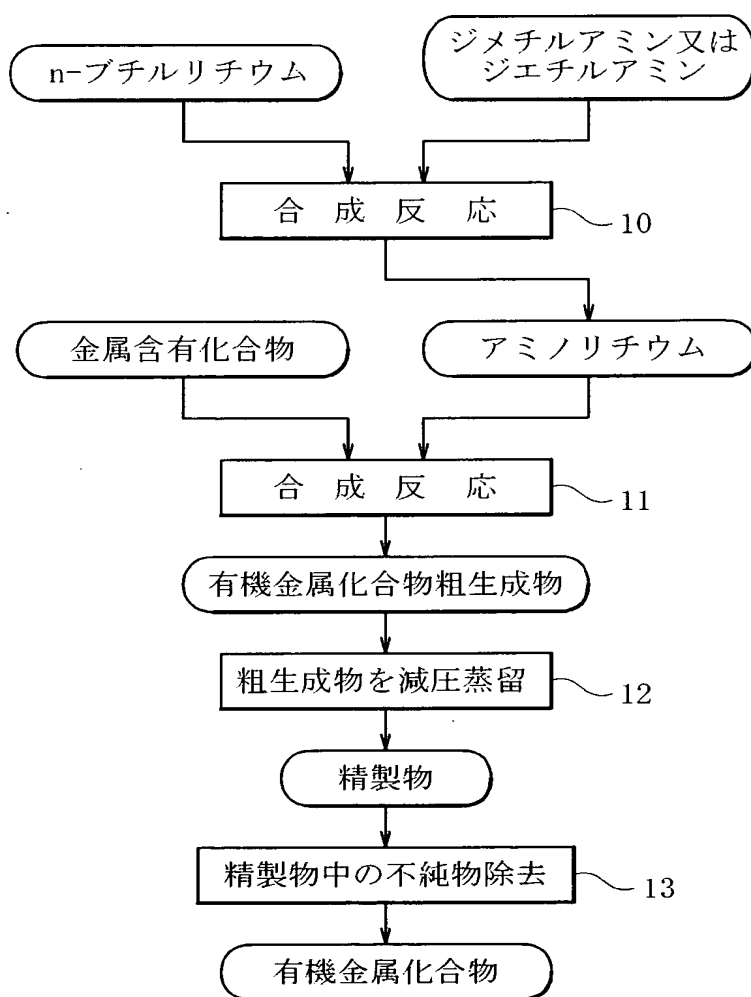 n-ブチルリチウム
ジメチルアミン又は
ジエチルアミン
合成反応
10
金属含有化合物
アミノリチウム
合成反応
11
有機金属化合物粗生成物
粗生成物を減圧蒸留
12
精製物
精製物中の不純物除去
13
有機金属化合物